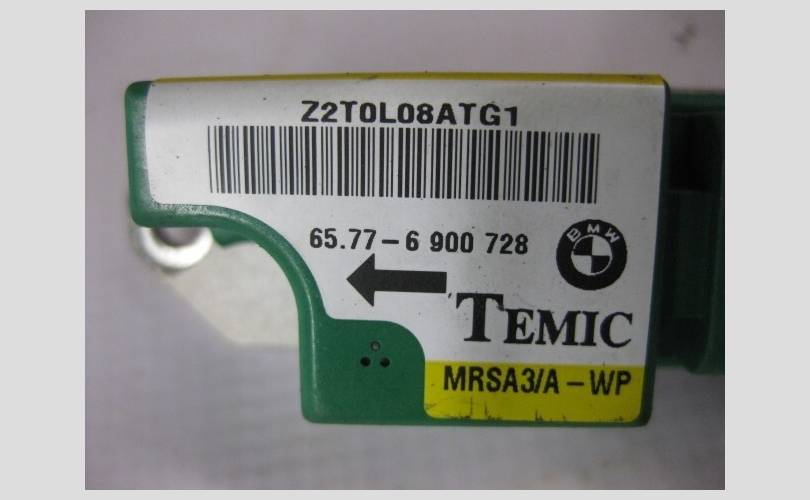 Z2T0L08ATG1
65.77-6 900 728
BMW
TEMIC
MRSA3/A-WP